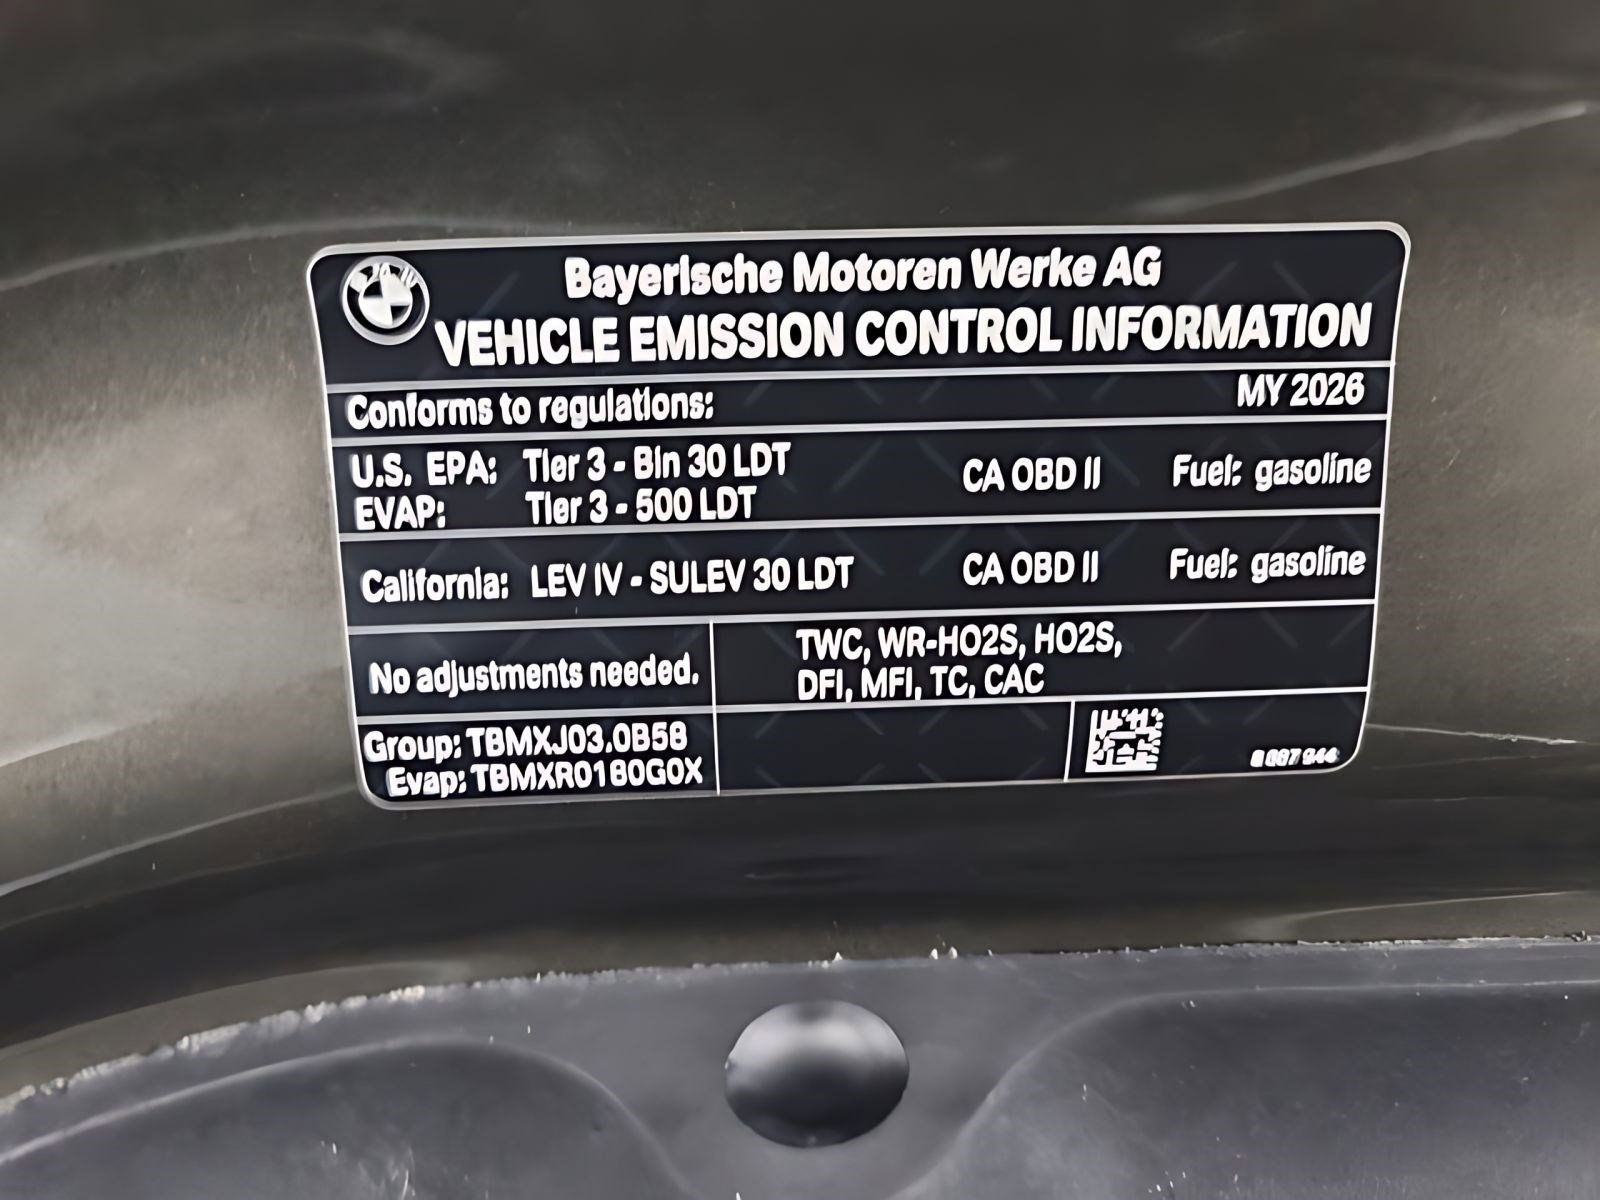 Bayerische Motoren Werke AG
VEHICLE EMISSION CONTROL INFORMATION
Conforms to regulations: MY 2026
U.S. EPA: Tier 3 - Bin 30 LDT CA OBD II Fuel: gasoline
EVAP: Tier 3 - 500 LDT
California: LEV IV - SULEV 30 LDT CA OBD II Fuel: gasoline
No adjustments needed.
TWC, WR-HO2S, HO2S,
DFI, MFI, TC, CAC
Group: TBMXJ03.0B58
Evap: TBMXR0180G0X